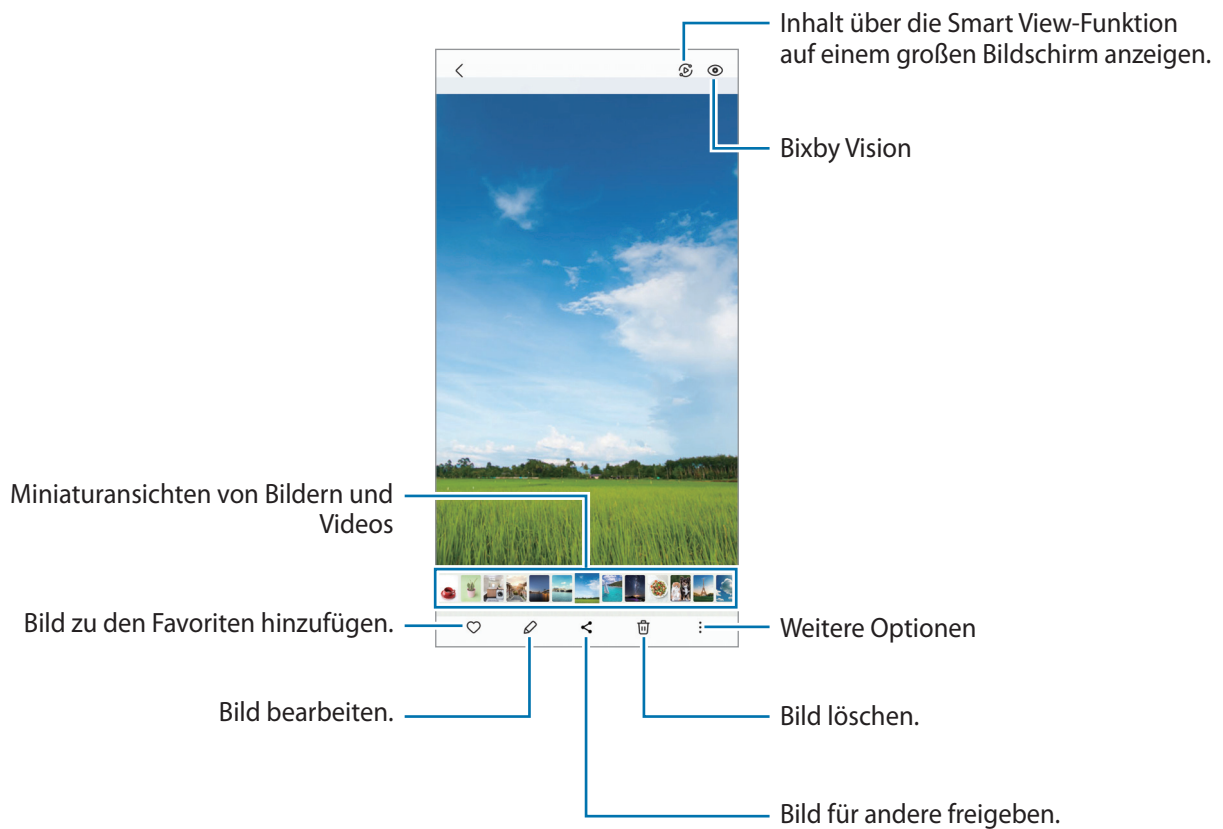 Inhalt über die Smart View-Funktion
auf einem großen Bildschirm anzeigen.
Bixby Vision
Miniaturansichten von Bildern und
Videos
Bild zu den Favoriten hinzufügen.
Weitere Optionen
Bild bearbeiten.
Bild löschen.
Bild für andere freigeben.